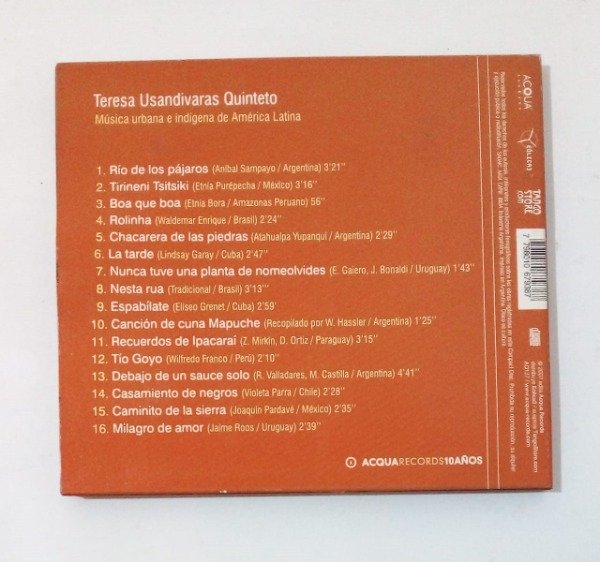 Teresa Usandivaras Quinteto
Música urbana e indígena de América Latina
1. Río de los pájaros (Aníbal Sampayo / Argentina) 3'21''
2. Tirineni Tsitsiki (Etnia Purépecha / México) 3'16''
3. Boa que boa (Etnia Bora / Amazonas Peruano) 56''
4. Rolinha (Waldemar Enrique / Brasil) 2'24''
5. Chacarera de las piedras (Atahualpa Yupanqui / Argentina) 2'29''
6. La tarde (Lindsay Garay / Cuba) 2'47''
7. Nunca tuve una planta de nomeolvides (E. Gaiero, J. Bonaldi / Uruguay) 1'43''
8. Nesta rua (Tradicional / Brasil) 3'13''
9. Espabílate (Eliseo Grenet / Cuba) 2'59'
10. Canción de cuna Mapuche (Recopilado por W. Hassler / Argentina) 1'25''
11. Recuerdos de Ipacaraí (Z. Mirkin, D. Ortiz / Paraguay) 3'15''
12. Tío Goyo (Wilfredo Franco / Perú) 2'10''
13. Debajo de un sauce solo (R. Valladares, M. Castilla / Argentina) 4'41''
14. Casamiento de negros (Violeta Parra / Chile) 2'28''
15. Caminito de la sierra (Joaquín Pardavé / México) 2'35''
16. Milagro de amor (Jaime Roos / Uruguay) 2'39''
ACQUARECORDS10AÑOS
ACQUA
TANGO
STORE
.com
7 798010 679387